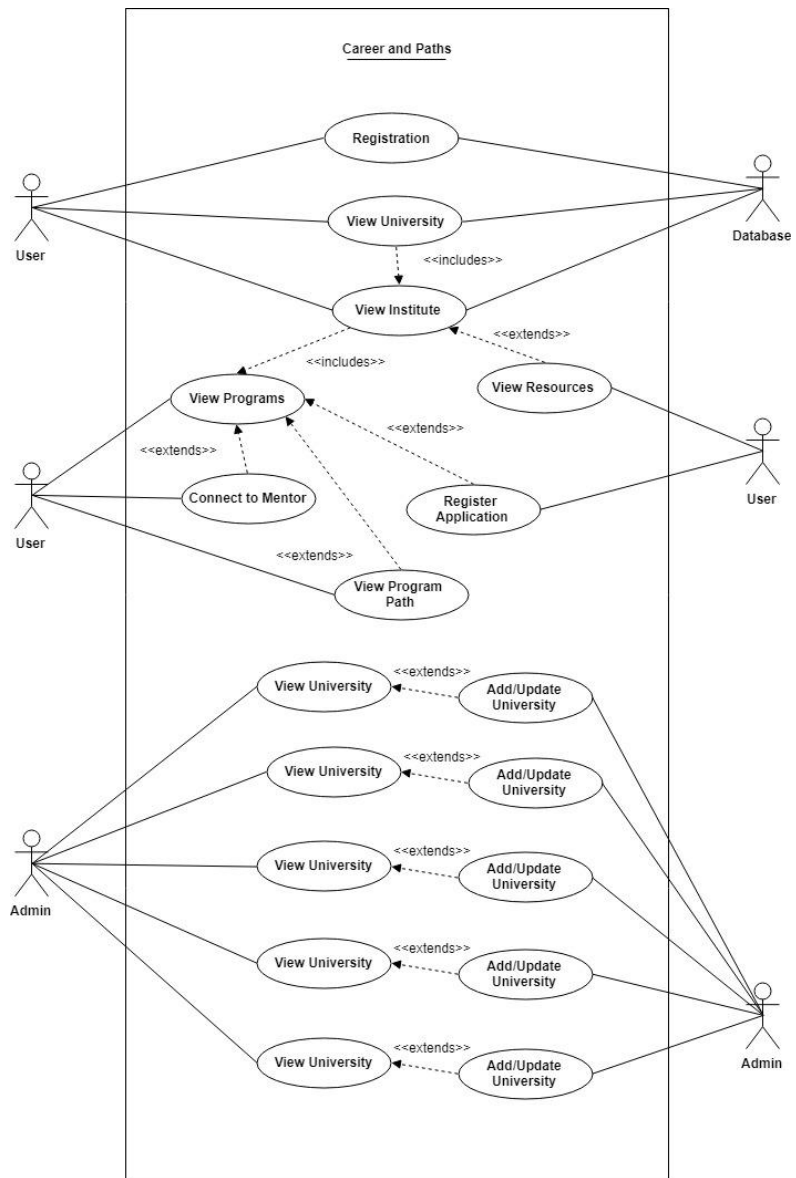 Career and Paths
Registration
User
View University
Database
<<includes>>
View Institute
<<extends>>
<<includes>>
View Resources
View Programs
<<extends>>
<<extends>>
Connect to Mentor
Register
Application
User
User
<<extends>>
View Program
Path
<<extends>>
View University
Add/Update
University
<<extends>>
View University
Add/Update
University
<<extends>>
View University
Add/Update
University
Admin
<<extends>>
View University
Add/Update
University
<<extends>>
View University
Add/Update
University
Admin